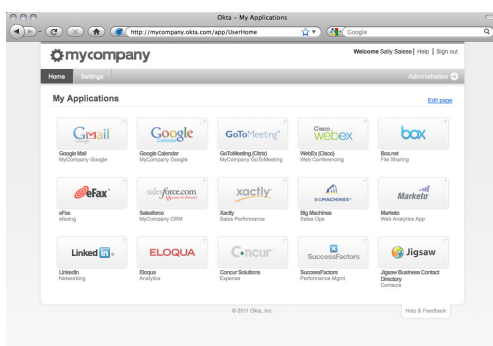 Okta - My Applications
http://mycompany.okta.com/app/UserHome
Google
mycompany
Welcome Sally Salese | Help | Sign out
Home Settings Administration
My Applications
Edit page
Gmail
Google Calendar
GoToMeeting
Cisco webex
box
Google Mail
MyCompany Google
Google Calendar
MyCompany Google
GoToMeeting (Citrix)
MyCompany GoToMeeting
WebEx (Cisco)
Web Conferencing
Box.net
File Sharing
eFax
salesforce.com
xactly
BIGMACHINES
Marketo
eFax
efaxing
Salesforce
MyCompany CRM
Xactly
Sales Performance
Big Machines
Sales Ops
Marketo
Web Analytics App
Linked in
ELOQUA
Concur
SuccessFactors
Jigsaw
LinkedIn
Networking
Eloqua
Analytics
Concur Solutions
Expense
SuccessFactors
Performance Mgmt
Jigsaw Business Contact
Directory
Contacts
© 2011 Okta, Inc.
Help & Feedback